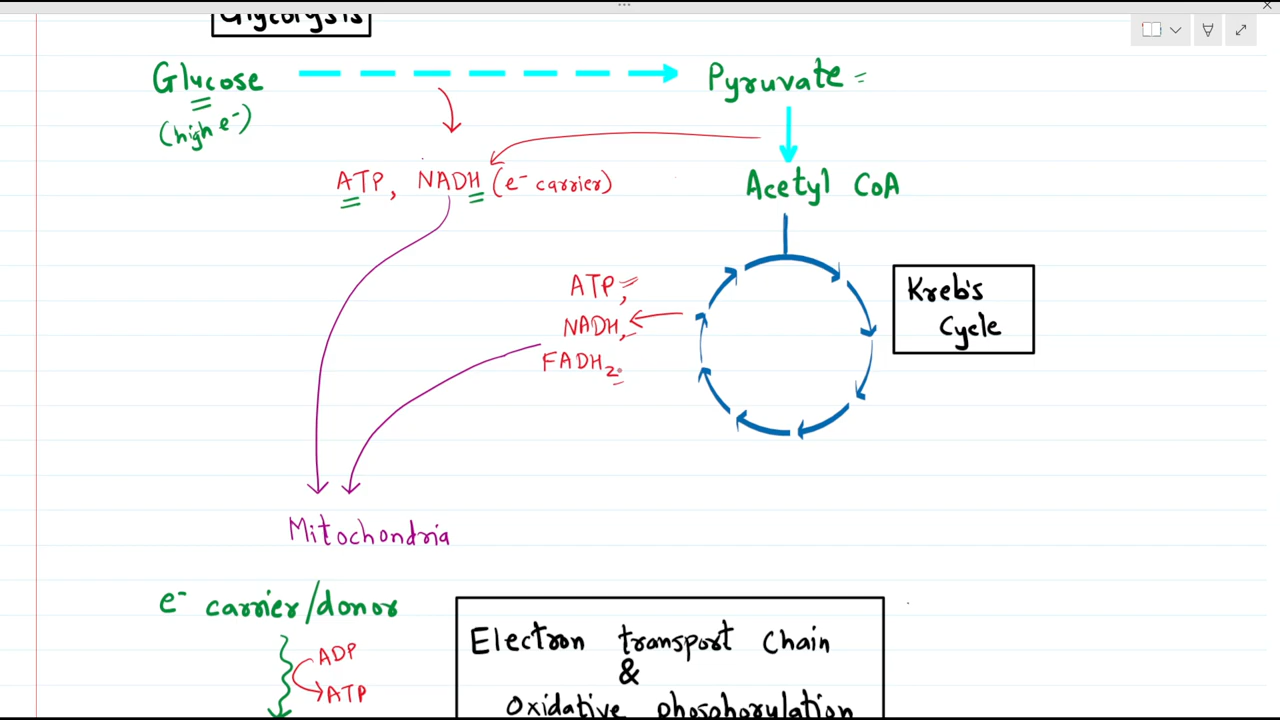 Glycolysis
Glucose
(high e-)
Pyruvate
ATP, NADH (e- carrier)
Acetyl CoA
ATP,
NADH,
FADH2
Kreb's
Cycle
Mitochondria
e- carrier/donor
ADP
ATP
Electron transport Chain
&
Oxidative phosphorylation